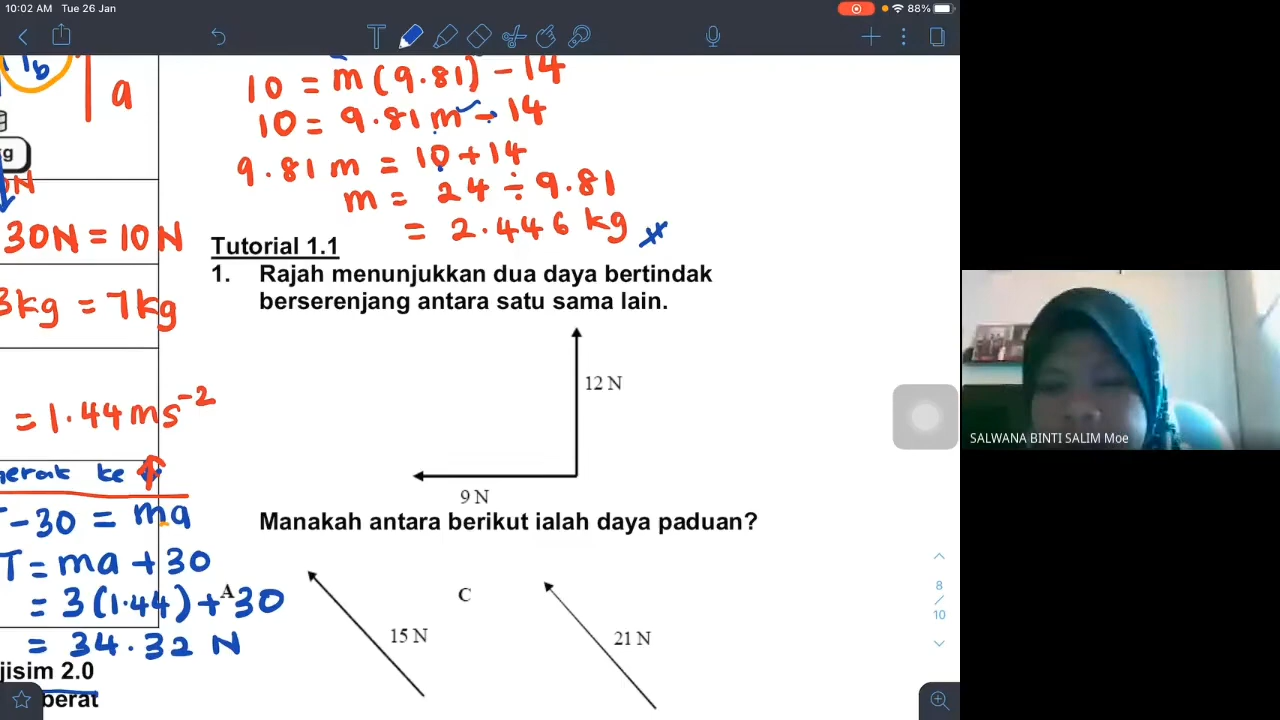 10:02 AM Tue 26 Jan
88%
a
kg
30N = 10N
3kg = 7kg
= 1.44 ms⁻²
gerak ke ↑
T - 30 = ma
T = ma + 30
= 3(1.44) + 30
= 34.32 N
jisim 2.0
berat
10 = m(9.81) - 14
10 = 9.81m - 14
9.81m = 10 + 14
m = 24 ÷ 9.81
= 2.446 kg
Tutorial 1.1
1. Rajah menunjukkan dua daya bertindak
berserenjang antara satu sama lain.
12 N
9 N
Manakah antara berikut ialah daya paduan?
A
15 N
C
21 N
8
/
10
SALWANA BINTI SALIM Moe